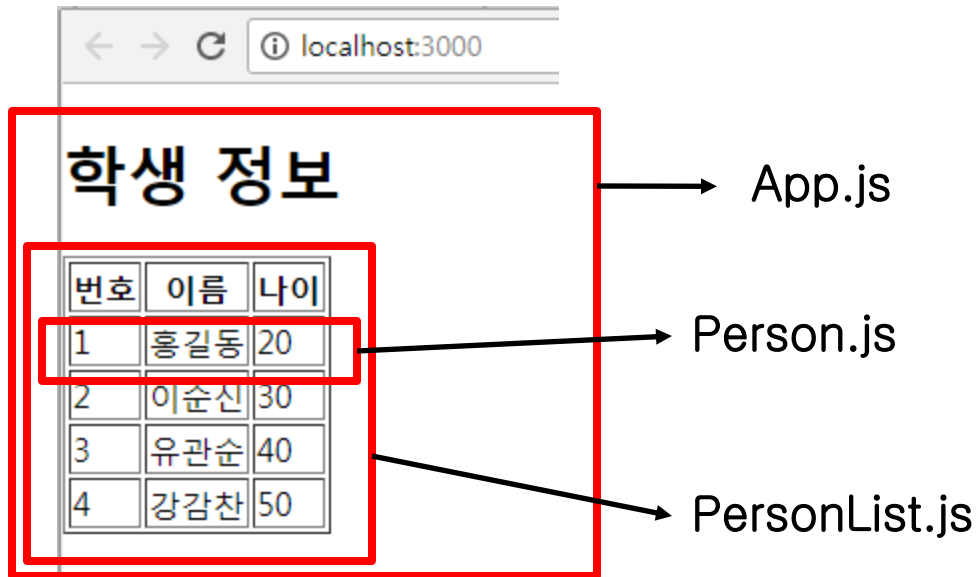 localhost:3000
학생 정보
App.js
번호 이름 나이
1 홍길동 20
Person.js
2 이순신 30
3 유관순 40
4 강감찬 50
PersonList.js